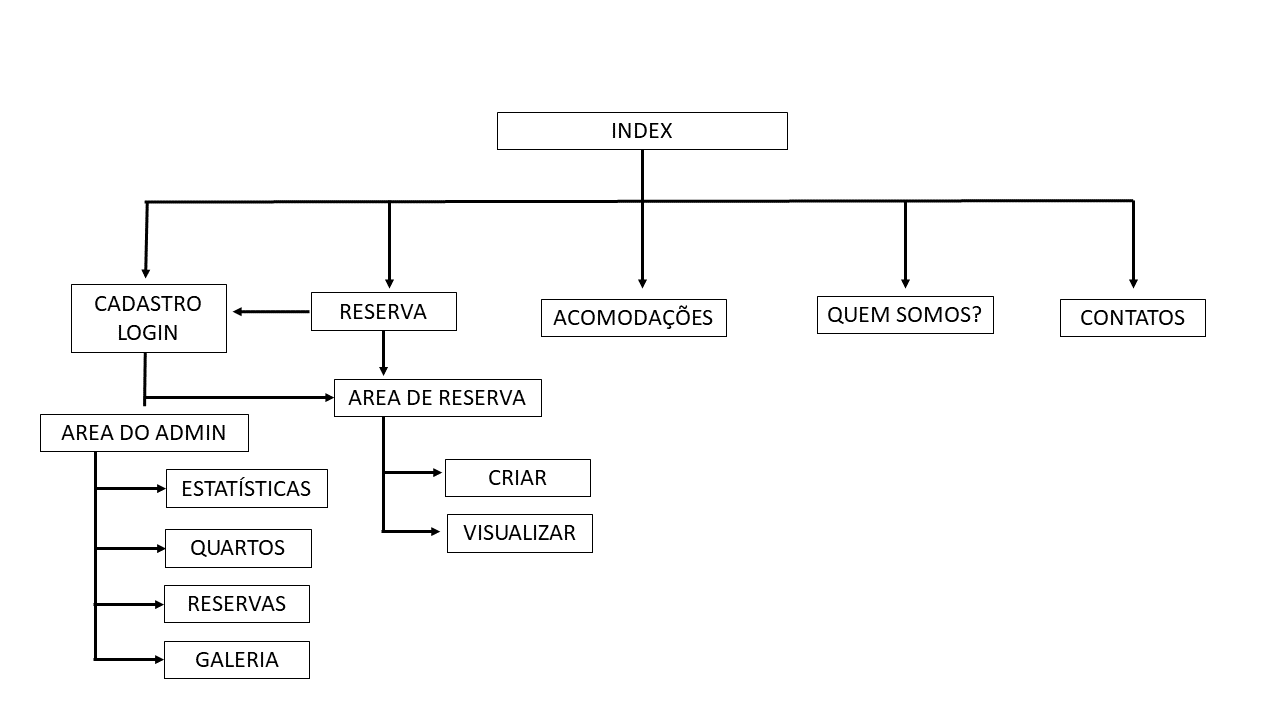 INDEX
CADASTRO
LOGIN
RESERVA
ACOMODAÇÕES
QUEM SOMOS?
CONTATOS
AREA DE RESERVA
AREA DO ADMIN
CRIAR
ESTATÍSTICAS
VISUALIZAR
QUARTOS
RESERVAS
GALERIA